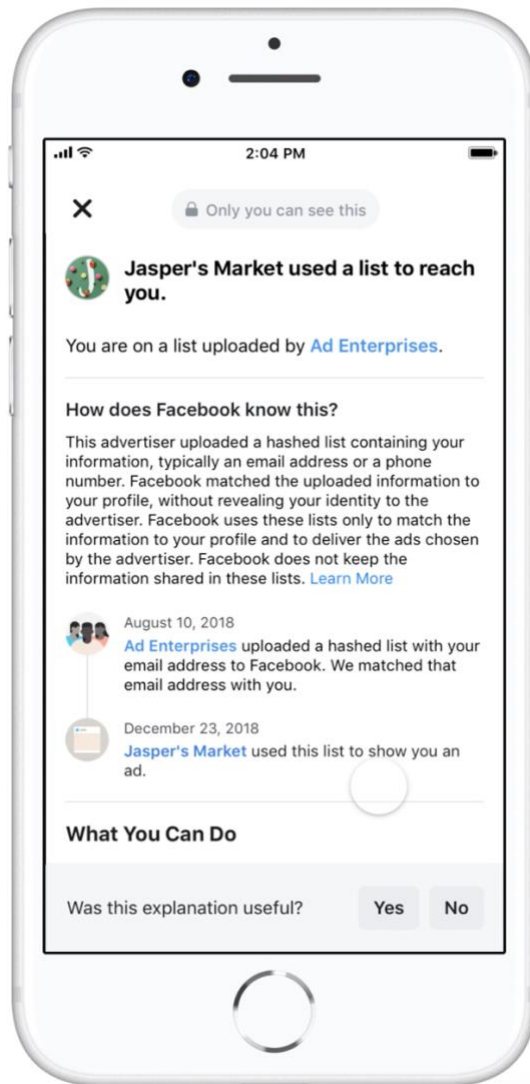 2:04 PM
Only you can see this
Jasper's Market used a list to reach
you.
You are on a list uploaded by Ad Enterprises.
How does Facebook know this?
This advertiser uploaded a hashed list containing your
information, typically an email address or a phone
number. Facebook matched the uploaded information to
your profile, without revealing your identity to the
advertiser. Facebook uses these lists only to match the
information to your profile and to deliver the ads chosen
by the advertiser. Facebook does not keep the
information shared in these lists. Learn More
August 10, 2018
Ad Enterprises uploaded a hashed list with your
email address to Facebook. We matched that
email address with you.
December 23, 2018
Jasper's Market used this list to show you an
ad.
What You Can Do
Was this explanation useful? Yes No